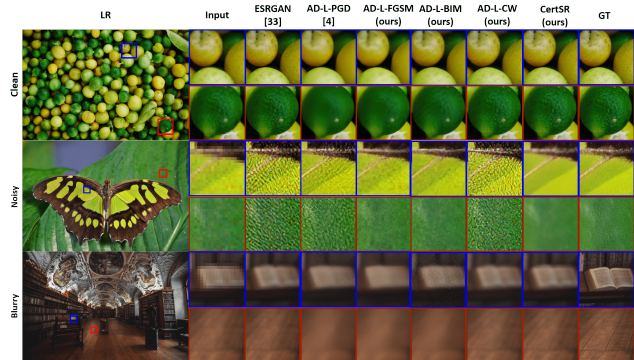 LR Input ESRGAN [33] AD-L-PGD [4] AD-L-FGSM (ours) AD-L-BIM (ours) AD-L-CW (ours) CertSR (ours) GT
Clean
Noisy
Blurry